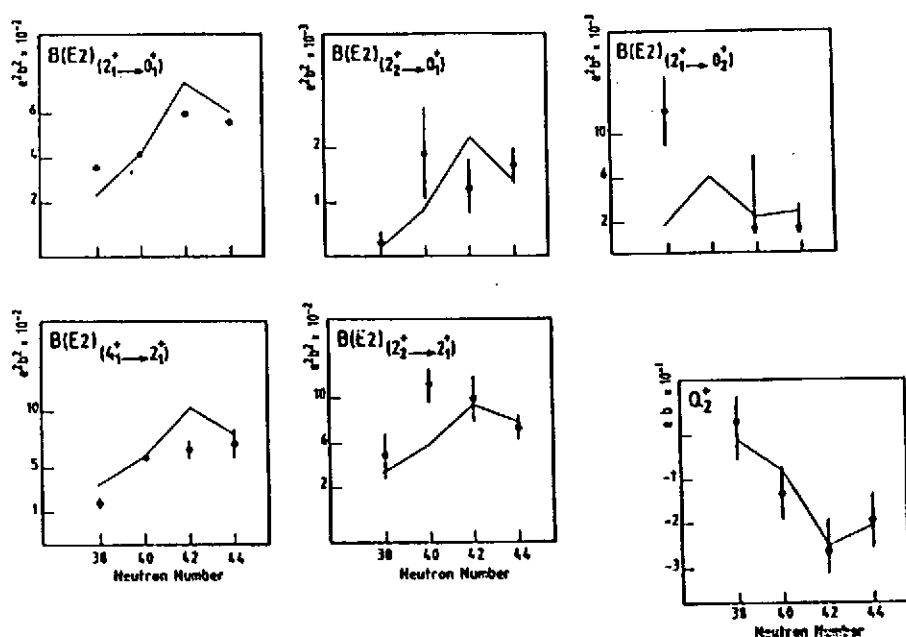 e²b² × 10⁻²
B(E2)(2₁⁺→0₁⁺)
6
4
2
e²b² × 10⁻³
B(E2)(2₂⁺→0₁⁺)
2
1
e²b² × 10⁻³
B(E2)(2₁⁺→0₂⁺)
10
4
2
e²b² × 10⁻²
B(E2)(4₁⁺→2₁⁺)
10
5
1
38 40 42 44
Neutron Number
e²b² × 10⁻²
B(E2)(2₂⁺→2₁⁺)
10
6
2
38 40 42 44
Neutron Number
e b × 10⁻¹
Q₂⁺
-1
-2
-3
38 40 42 44
Neutron Number